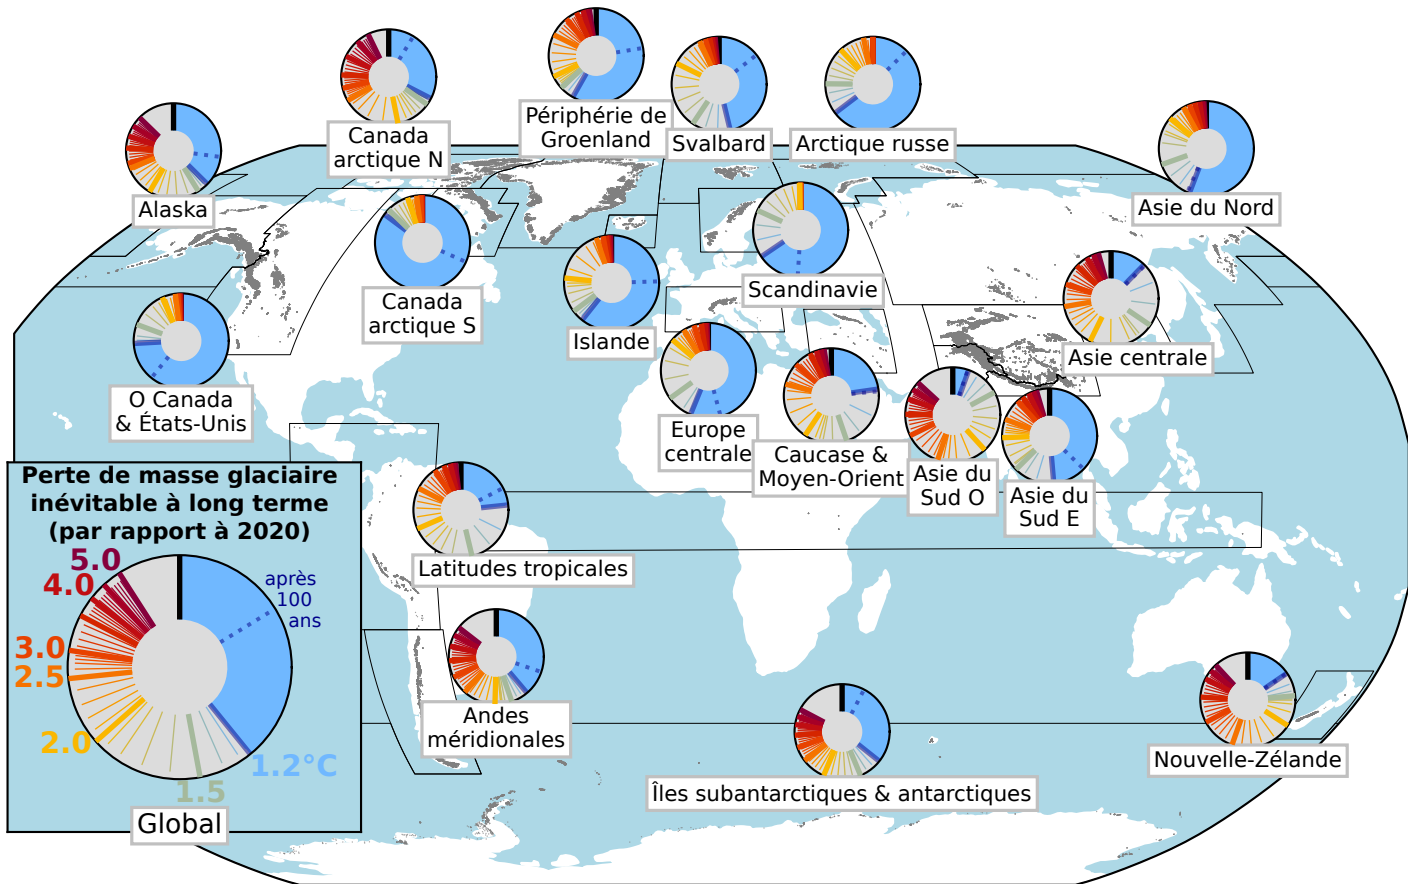 Périphérie de
Groenland
Canada
arctique N
Svalbard
Arctique russe
Alaska
Asie du Nord
Canada
arctique S
Scandinavie
Islande
Asie centrale
O Canada
& États-Unis
Europe
centrale
Caucase &
Moyen-Orient
Asie du
Sud O
Asie du
Sud E
Latitudes tropicales
Andes
méridionales
Nouvelle-Zélande
Îles subantarctiques & antarctiques
Perte de masse glaciaire
inévitable à long terme
(par rapport à 2020)
5.0
4.0
3.0
2.5
2.0
1.5
1.2°C
après
100
ans
Global